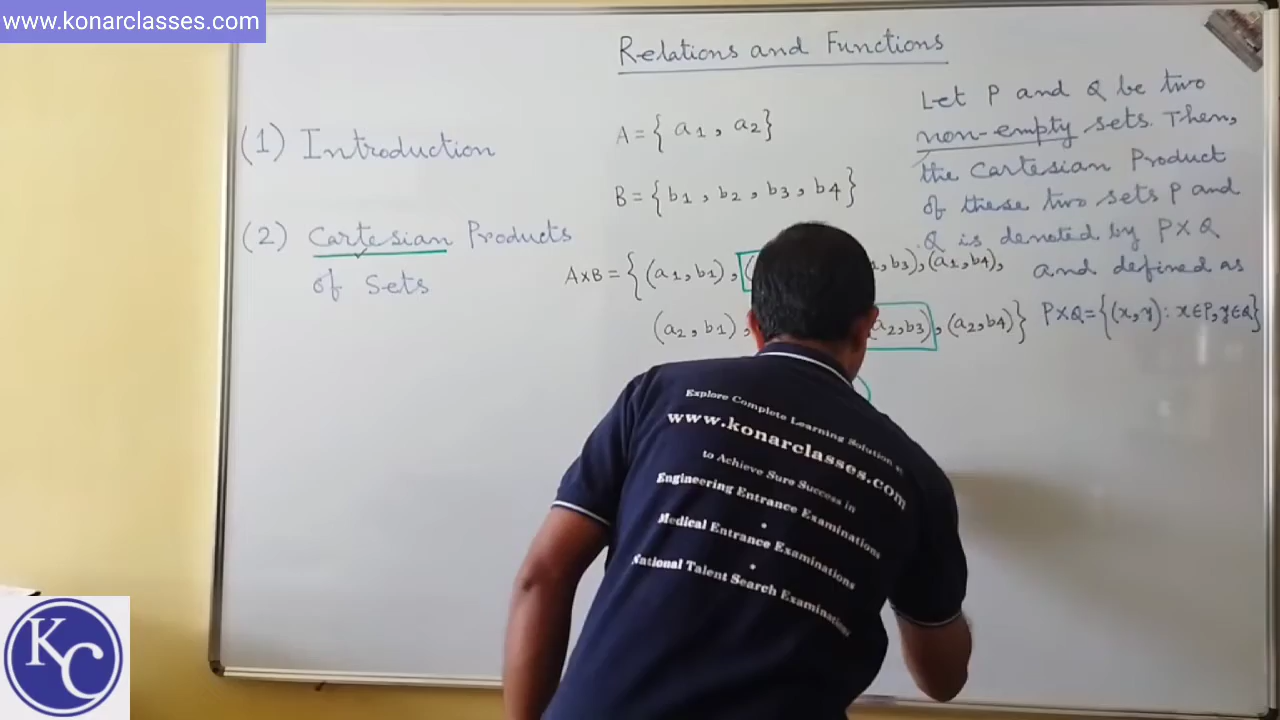 www.konarclasses.com
Relations and Functions
(1) Introduction
(2) Cartesian Products
of Sets
A = { a1 , a2 }
B = { b1 , b2 , b3 , b4 }
A×B = { (a1, b1) , ( 1, b3) , (a1, b4),
(a2, b1) , (a2, b3) , (a2, b4) }
Let P and Q be two
non-empty sets. Then,
the Cartesian Product
of these two sets P and
Q is denoted by P×Q
and defined as
P×Q = { (x, y) : x∈P, y∈Q }
Explore Complete Learning Solution at
www.konarclasses.com
to Achieve Sure Success in
Engineering Entrance Examinations
•
Medical Entrance Examinations
•
National Talent Search Examinations
KC